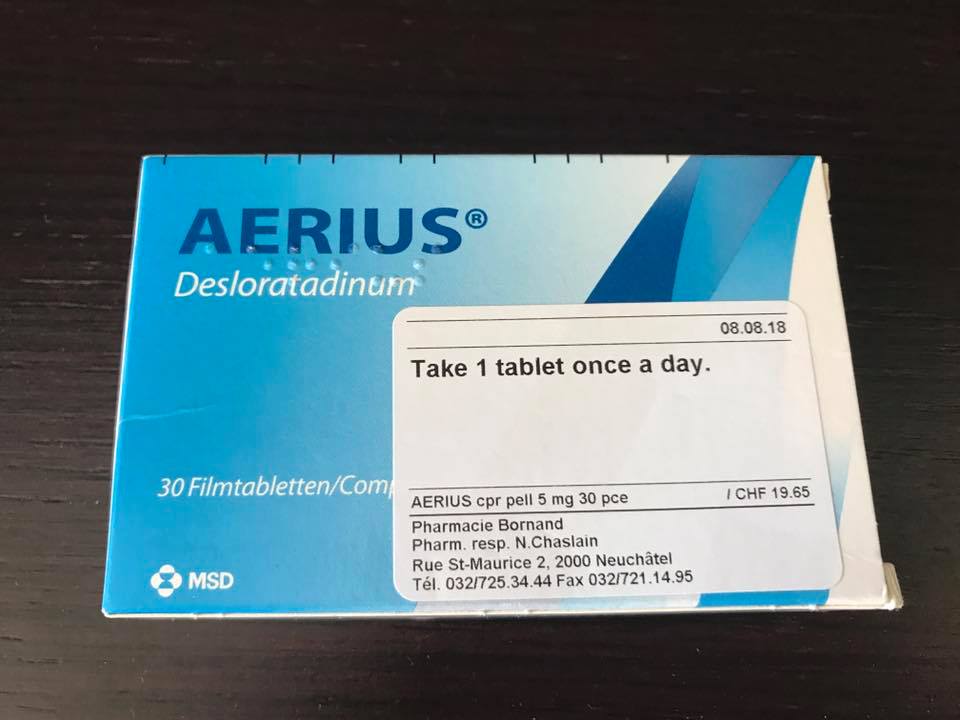 AERIUS®
Desloratadinum
08.08.18
Take 1 tablet once a day.
30 Filmtabletten/Comp
AERIUS cpr pell 5 mg 30 pce / CHF 19.65
Pharmacie Bornand
Pharm. resp. N.Chaslain
Rue St-Maurice 2, 2000 Neuchâtel
Tél. 032/725.34.44 Fax 032/721.14.95
MSD